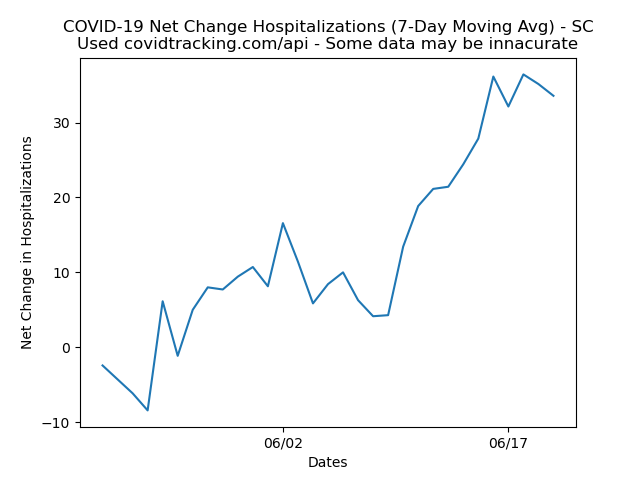 COVID-19 Net Change Hospitalizations (7-Day Moving Avg) - SC
Used covidtracking.com/api - Some data may be innacurate
Net Change in Hospitalizations
30
20
10
0
−10
06/02
06/17
Dates